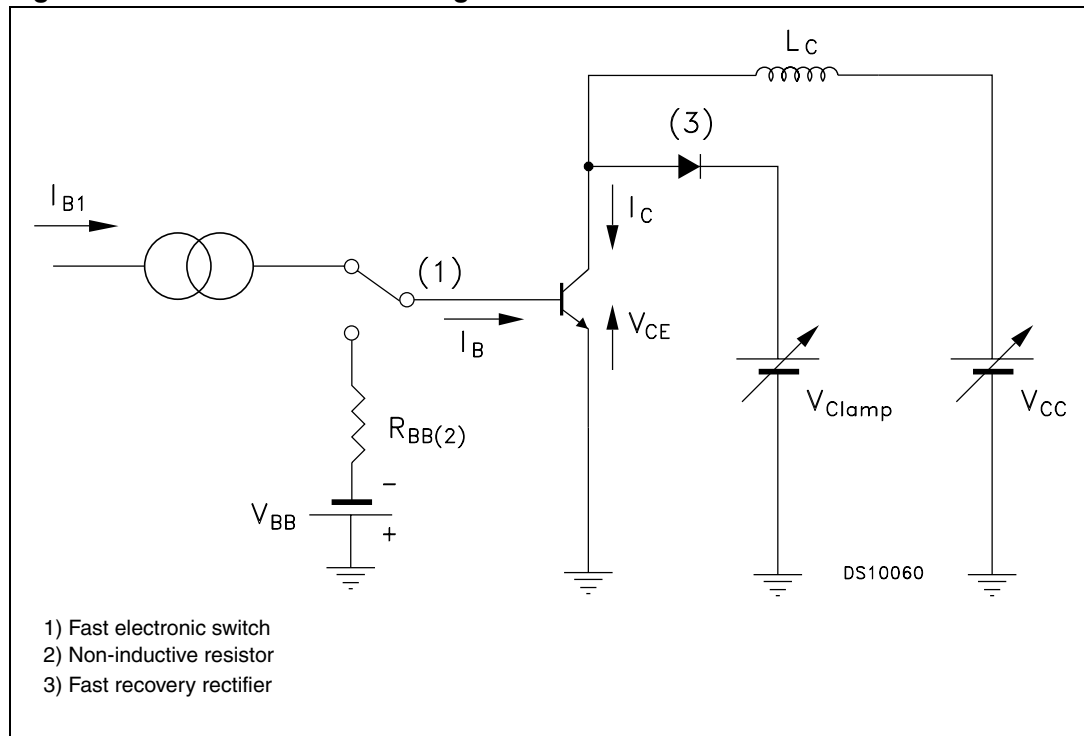 L_C
(3)
I_B1
I_C
(1)
I_B
V_CE
V_Clamp
V_CC
R_BB(2)
−
V_BB
+
DS10060
1) Fast electronic switch
2) Non-inductive resistor
3) Fast recovery rectifier